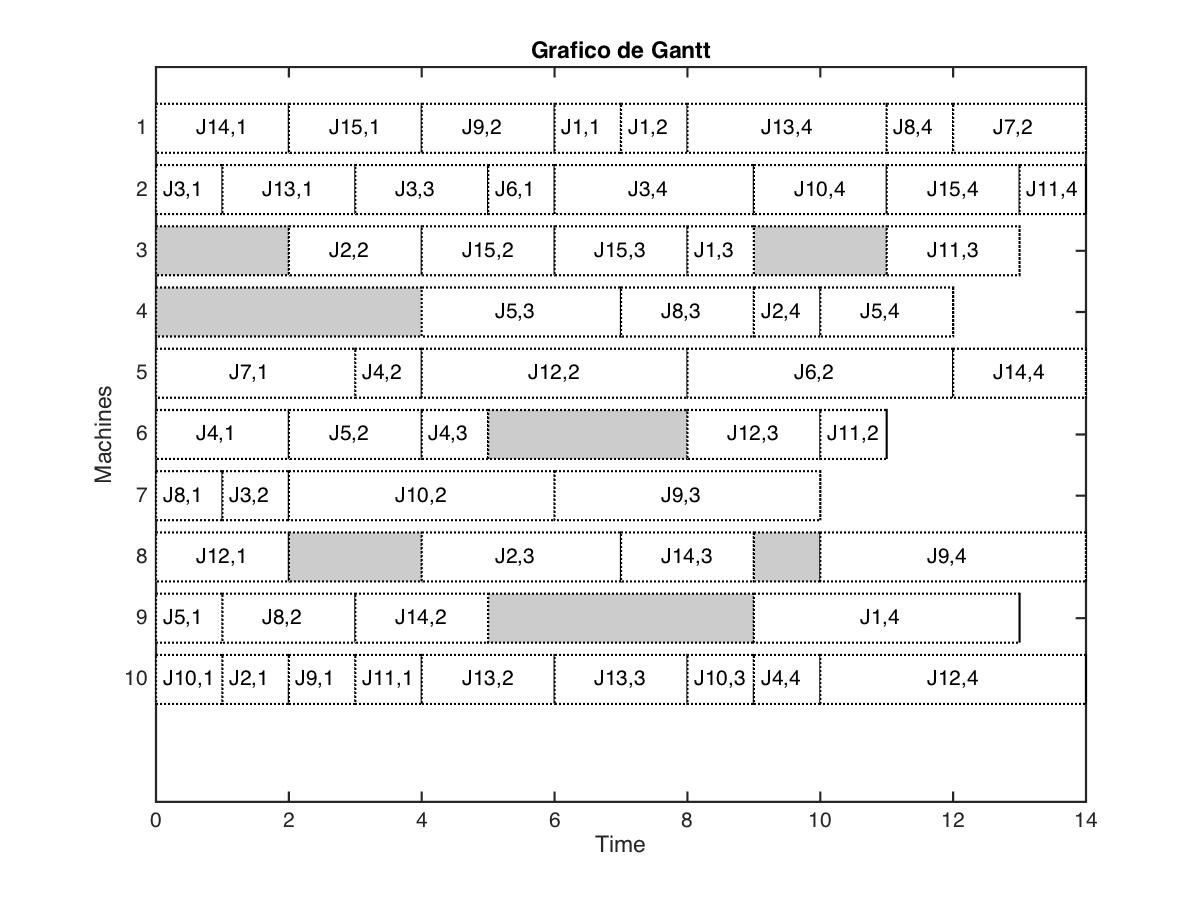 Grafico de Gantt
1 J14,1 J15,1 J9,2 J1,1 J1,2 J13,4 J8,4 J7,2
2 J3,1 J13,1 J3,3 J6,1 J3,4 J10,4 J15,4 J11,4
3 J2,2 J15,2 J15,3 J1,3 J11,3
4 J5,3 J8,3 J2,4 J5,4
5 J7,1 J4,2 J12,2 J6,2 J14,4
6 J4,1 J5,2 J4,3 J12,3 J11,2
7 J8,1 J3,2 J10,2 J9,3
8 J12,1 J2,3 J14,3 J9,4
9 J5,1 J8,2 J14,2 J1,4
10 J10,1 J2,1 J9,1 J11,1 J13,2 J13,3 J10,3 J4,4 J12,4
Machines
0 2 4 6 8 10 12 14
Time